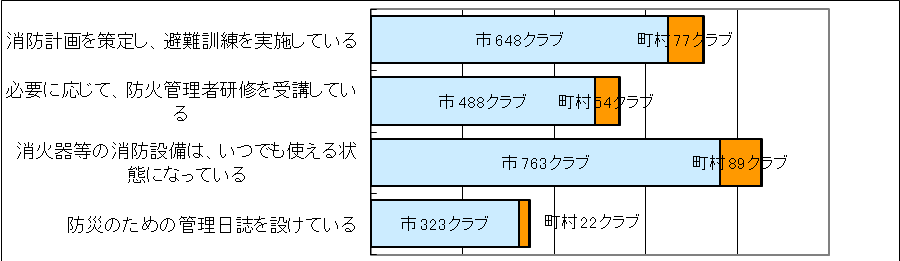 消防計画を策定し、避難訓練を実施している
市648クラブ
町村77クラブ
必要に応じて、防火管理者研修を受講してい
る
市488クラブ
町村54クラブ
消火器等の消防設備は、いつでも使える状
態になっている
市763クラブ
町村89クラブ
防災のための管理日誌を設けている
市323クラブ
町村22クラブ